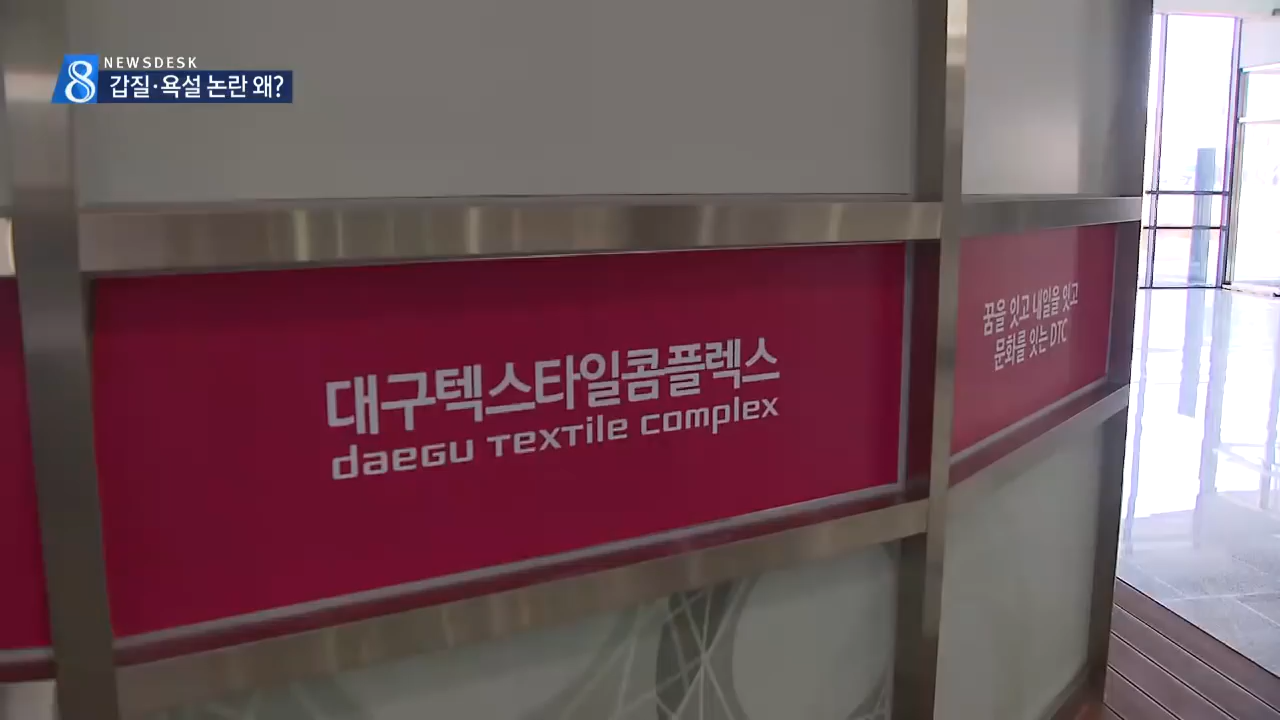 8 NEWSDESK
갑질·욕설 논란 왜?
대구텍스타일콤플렉스
daegu textile complex
꿈을 잇고 내일을 잇고
문화를 잇는 DTC